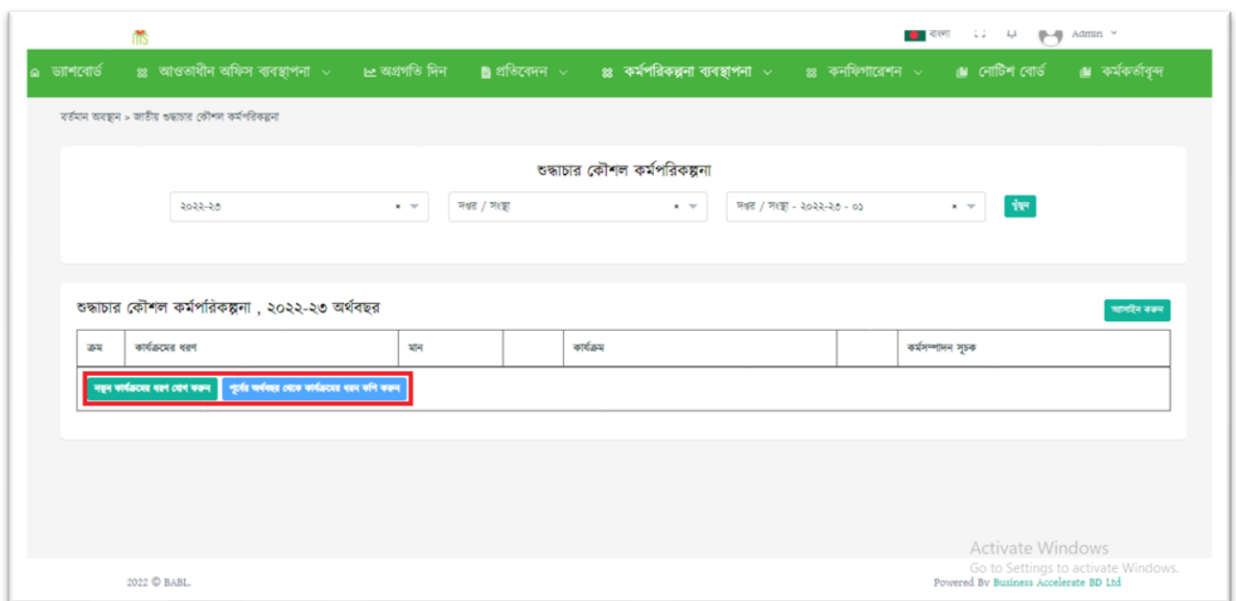 বাংলা Admin
ড্যাশবোর্ড আওতাধীন অফিস ব্যবস্থাপনা অগ্রগতি দিন প্রতিবেদন কর্মপরিকল্পনা ব্যবস্থাপনা কনফিগারেশন নোটিশ বোর্ড কর্মকর্তাবৃন্দ
বর্তমান অবস্থান > জাতীয় শুদ্ধাচার কৌশল কর্মপরিকল্পনা
শুদ্ধাচার কৌশল কর্মপরিকল্পনা
২০২২-২৩ × দপ্তর / সংস্থা × দপ্তর / সংস্থা - ২০২২-২৩ - ০১ × খুঁজুন
শুদ্ধাচার কৌশল কর্মপরিকল্পনা , ২০২২-২৩ অর্থবছর আসাইন করুন
ক্রম কার্যক্রমের ধরণ মান কার্যক্রম কর্মসম্পাদন সূচক
নতুন কার্যক্রমের ধরণ যোগ করুন পূর্বের অর্থবছর থেকে কার্যক্রমের ধরন কপি করুন
Activate Windows
Go to Settings to activate Windows.
2022 © BABL. Powered By Business Accelerate BD Ltd